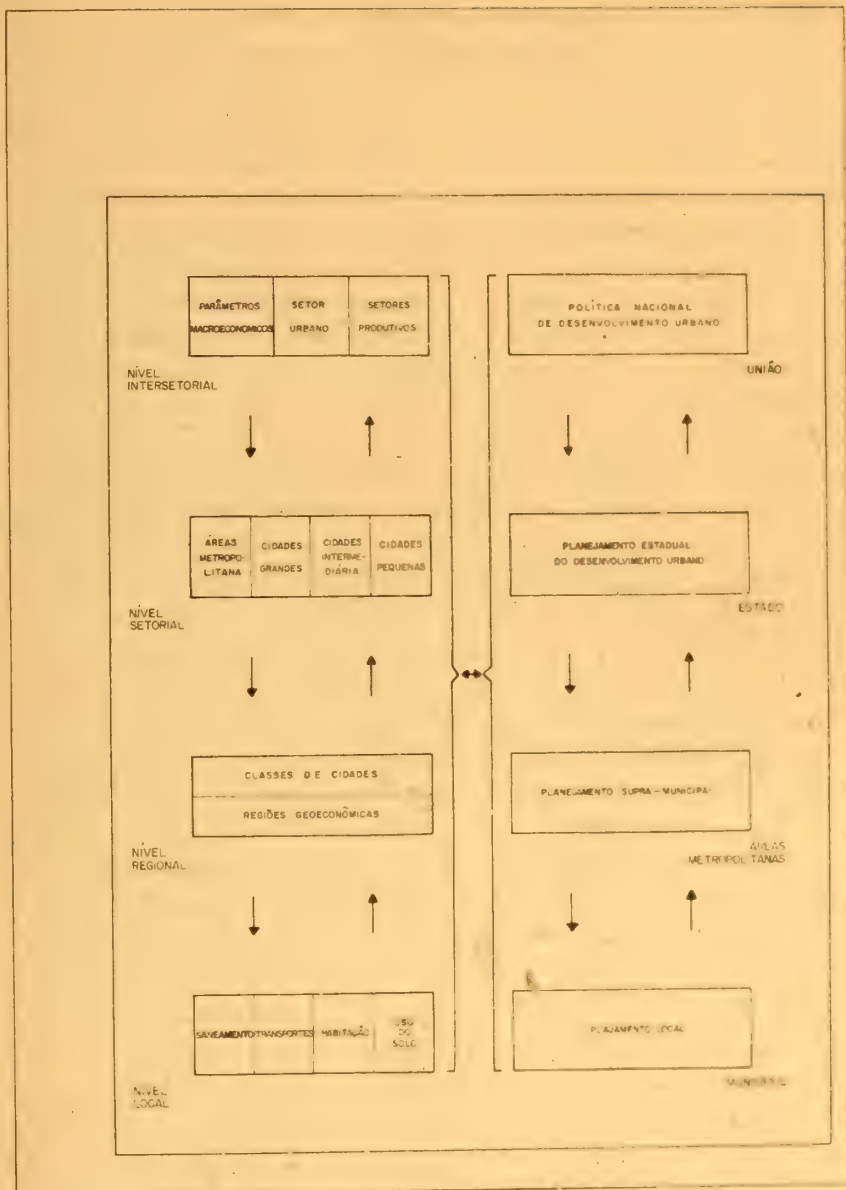 PARÂMETROS
MACROECONÔMICOS
SETOR
URBANO
SETORES
PRODUTIVOS
NÍVEL
INTERSETORIAL
ÁREAS
METROPO-
LITANA
CIDADES
GRANDES
CIDADES
INTERME-
DIÁRIA
CIDADES
PEQUENAS
NÍVEL
SETORIAL
CLASSES DE CIDADES
REGIÕES GEOECONÔMICAS
NÍVEL
REGIONAL
SANEAMENTO
TRANSPORTES
HABITAÇÃO
USO
DO
SOLO
NÍVEL
LOCAL
POLÍTICA NACIONAL
DE DESENVOLVIMENTO URBANO
UNIÃO
PLANEJAMENTO ESTADUAL
DO DESENVOLVIMENTO URBANO
ESTADO
PLANEJAMENTO SUPRA-MUNICIPAL
ÁREAS
METROPOLITANAS
PLAJAMENTO LOCAL